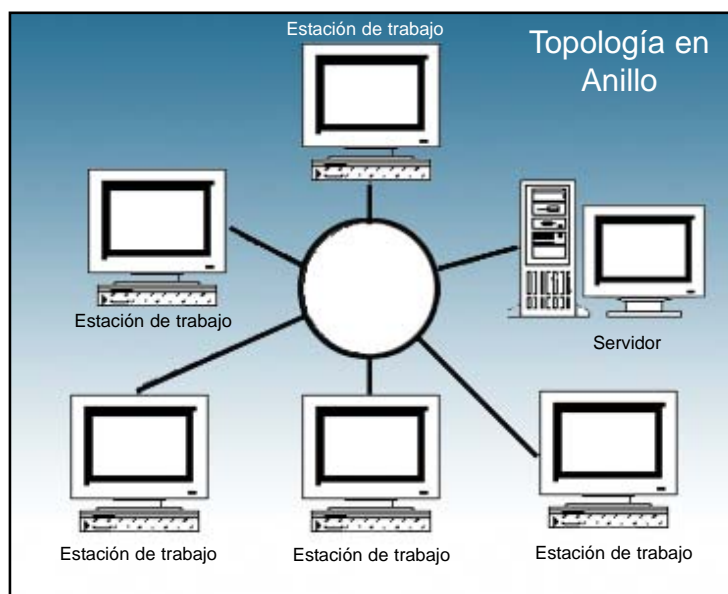 Estación de trabajo
Topología en
Anillo
Estación de trabajo
Servidor
Estación de trabajo
Estación de trabajo
Estación de trabajo